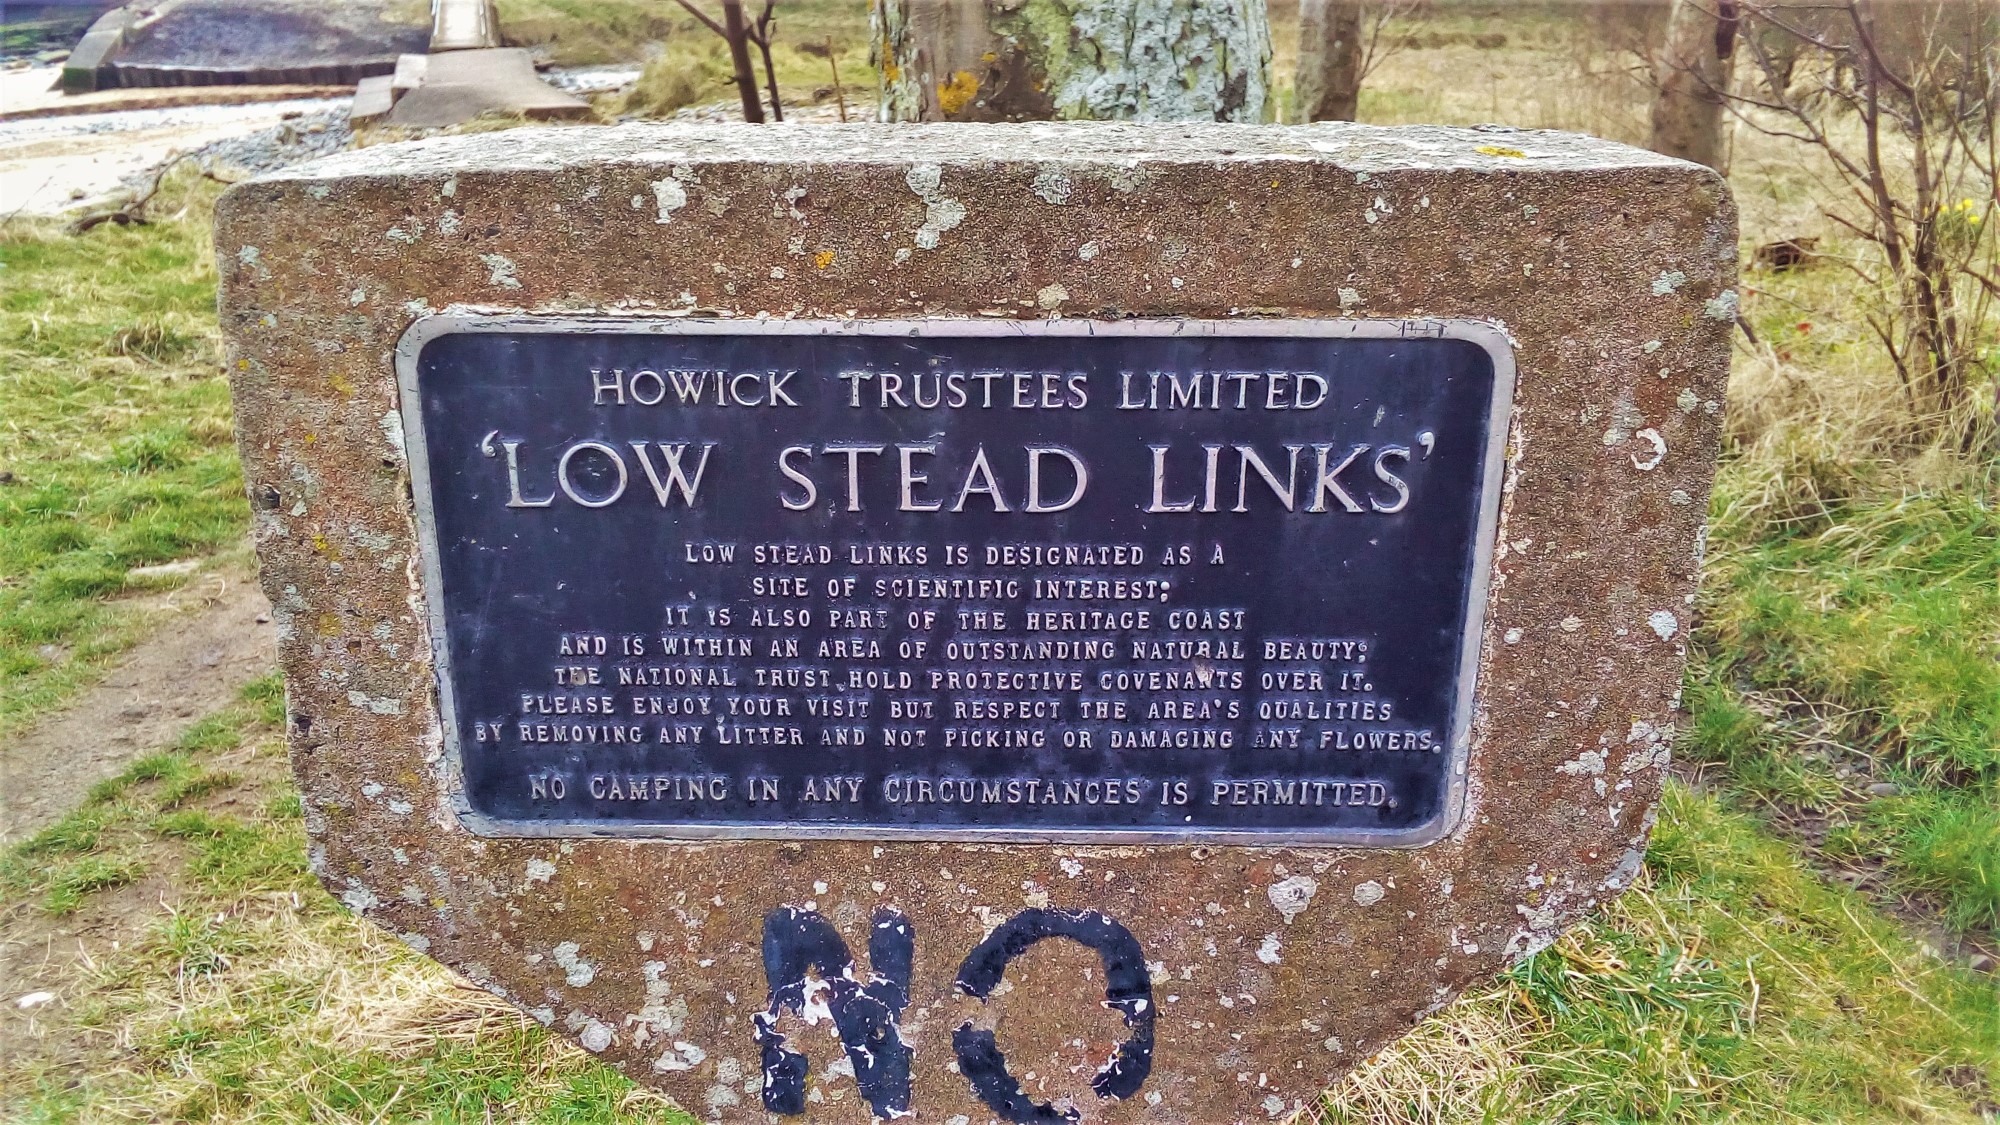 HOWICK TRUSTEES LIMITED
'LOW STEAD LINKS'
LOW STEAD LINKS IS DESIGNATED AS A
SITE OF SCIENTIFIC INTEREST;
IT IS ALSO PART OF THE HERITAGE COAST
AND IS WITHIN AN AREA OF OUTSTANDING NATURAL BEAUTY;
THE NATIONAL TRUST HOLD PROTECTIVE COVENANTS OVER IT.
PLEASE ENJOY YOUR VISIT BUT RESPECT THE AREA'S QUALITIES
BY REMOVING ANY LITTER AND NOT PICKING OR DAMAGING ANY FLOWERS.
NO CAMPING IN ANY CIRCUMSTANCES IS PERMITTED.
NO